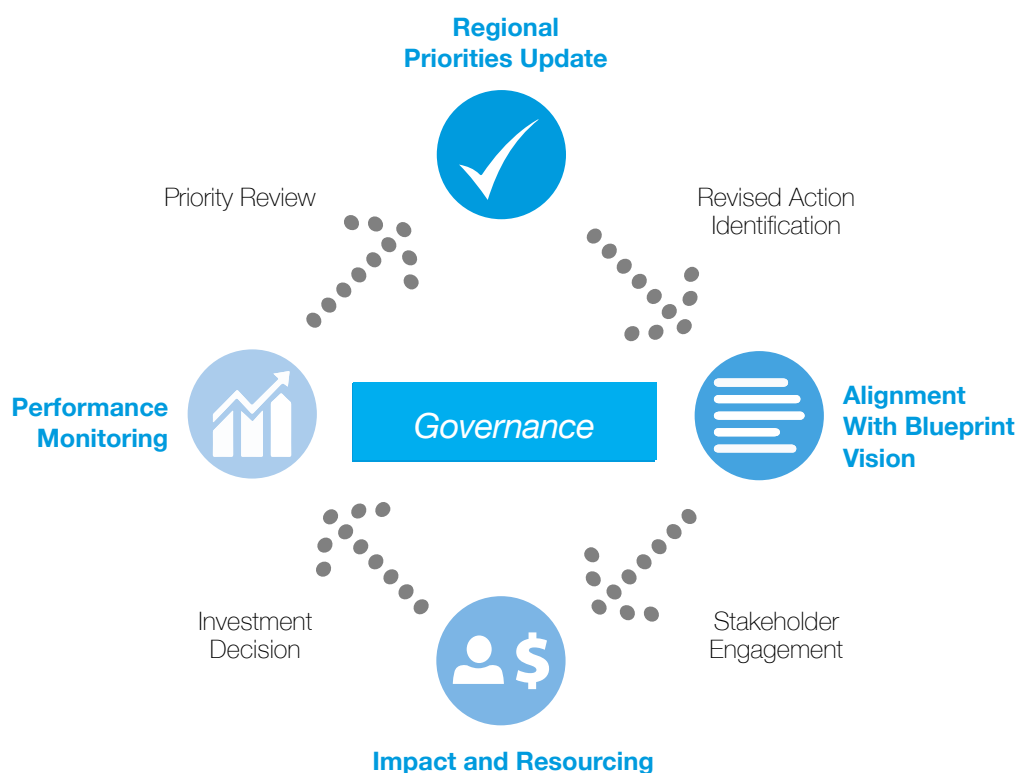 Regional
Priorities Update
Priority Review
Revised Action
Identification
Performance
Monitoring
Governance
Alignment
With Blueprint
Vision
Investment
Decision
$
Stakeholder
Engagement
Impact and Resourcing